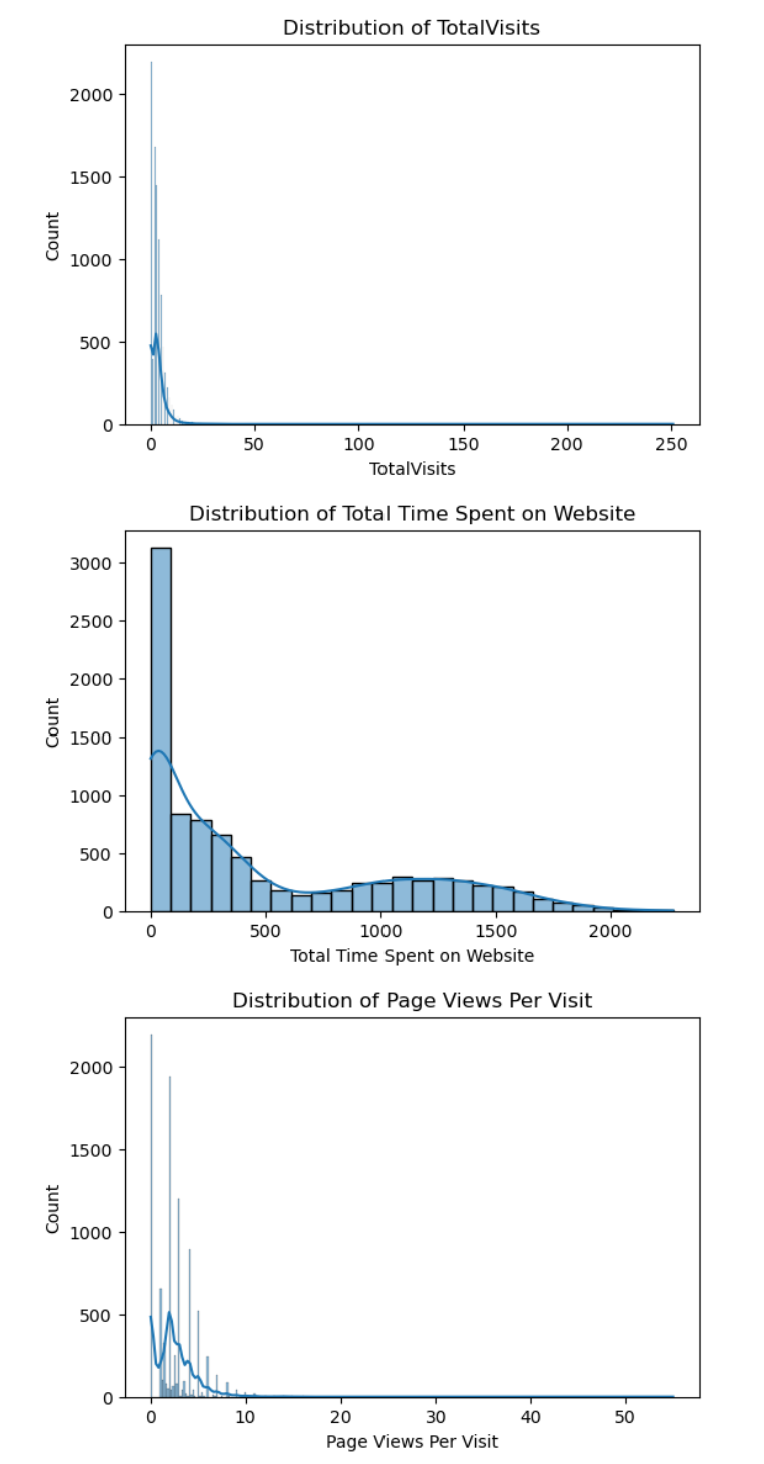 Distribution of TotalVisits
2000
1500
1000
500
0
Count
0 50 100 150 200 250
TotalVisits
Distribution of Total Time Spent on Website
3000
2500
2000
1500
1000
500
0
Count
0 500 1000 1500 2000
Total Time Spent on Website
Distribution of Page Views Per Visit
2000
1500
1000
500
0
Count
0 10 20 30 40 50
Page Views Per Visit